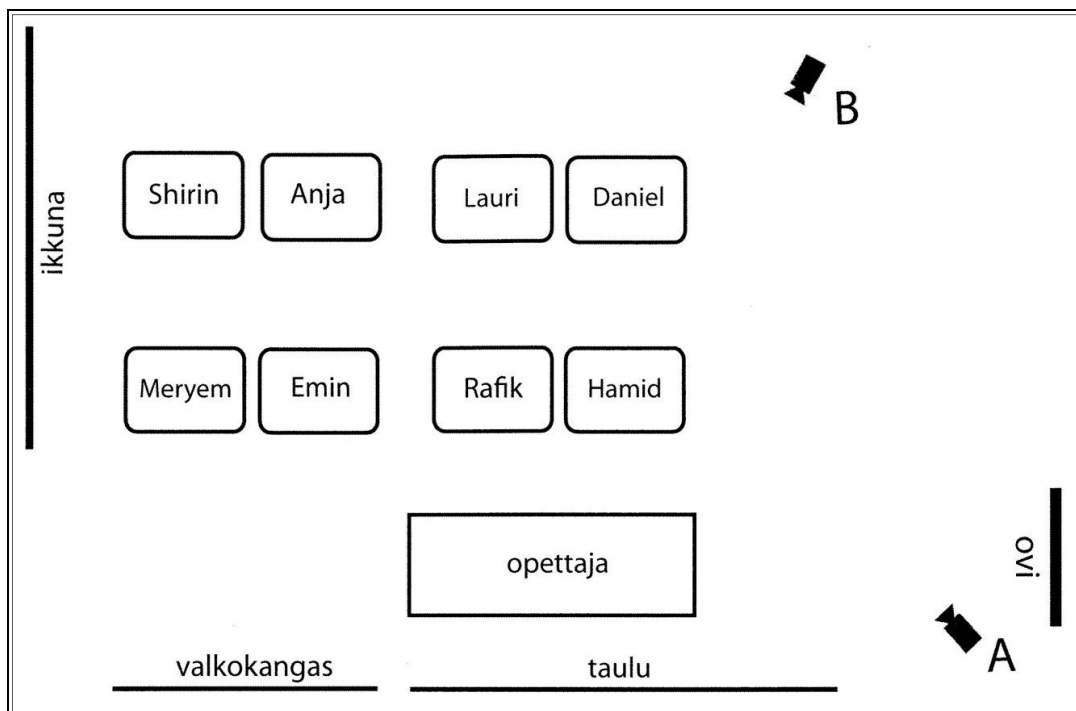 B
Shirin Anja Lauri Daniel
ikkuna
Meryem Emin Rafik Hamid
opettaja
ovi
A
valkokangas taulu